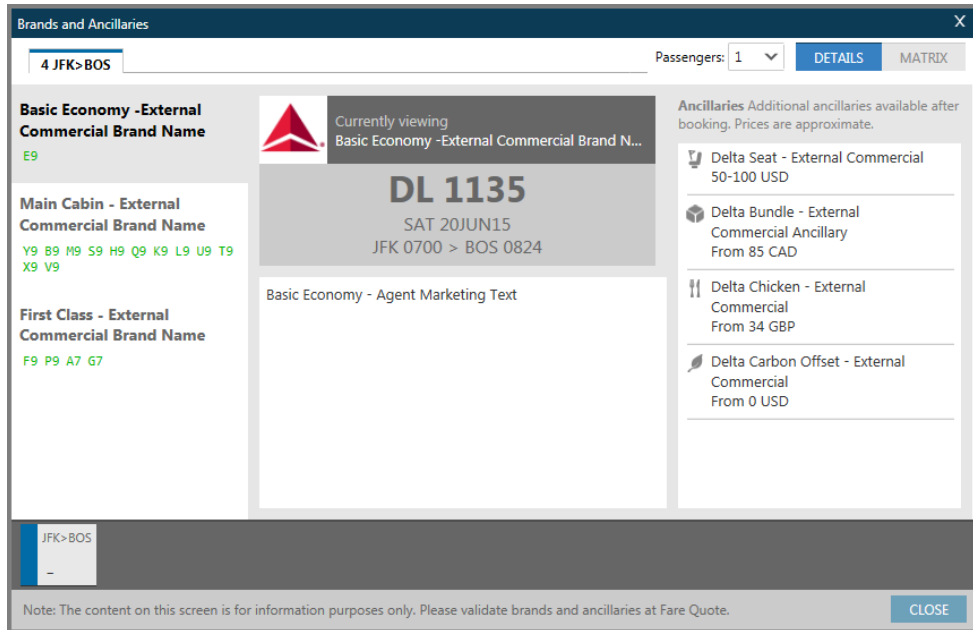 Brands and Ancillaries
X
4 JFK>BOS
Passengers: 1
DETAILS
MATRIX
Basic Economy -External
Commercial Brand Name
E9
Main Cabin - External
Commercial Brand Name
Y9 B9 M9 S9 H9 Q9 K9 L9 U9 T9
X9 V9
First Class - External
Commercial Brand Name
F9 P9 A7 G7
Currently viewing
Basic Economy -External Commercial Brand N...
DL 1135
SAT 20JUN15
JFK 0700 > BOS 0824
Basic Economy - Agent Marketing Text
Ancillaries Additional ancillaries available after
booking. Prices are approximate.
Delta Seat - External Commercial
50-100 USD
Delta Bundle - External
Commercial Ancillary
From 85 CAD
Delta Chicken - External
Commercial
From 34 GBP
Delta Carbon Offset - External
Commercial
From 0 USD
JFK>BOS
–
Note: The content on this screen is for information purposes only. Please validate brands and ancillaries at Fare Quote.
CLOSE